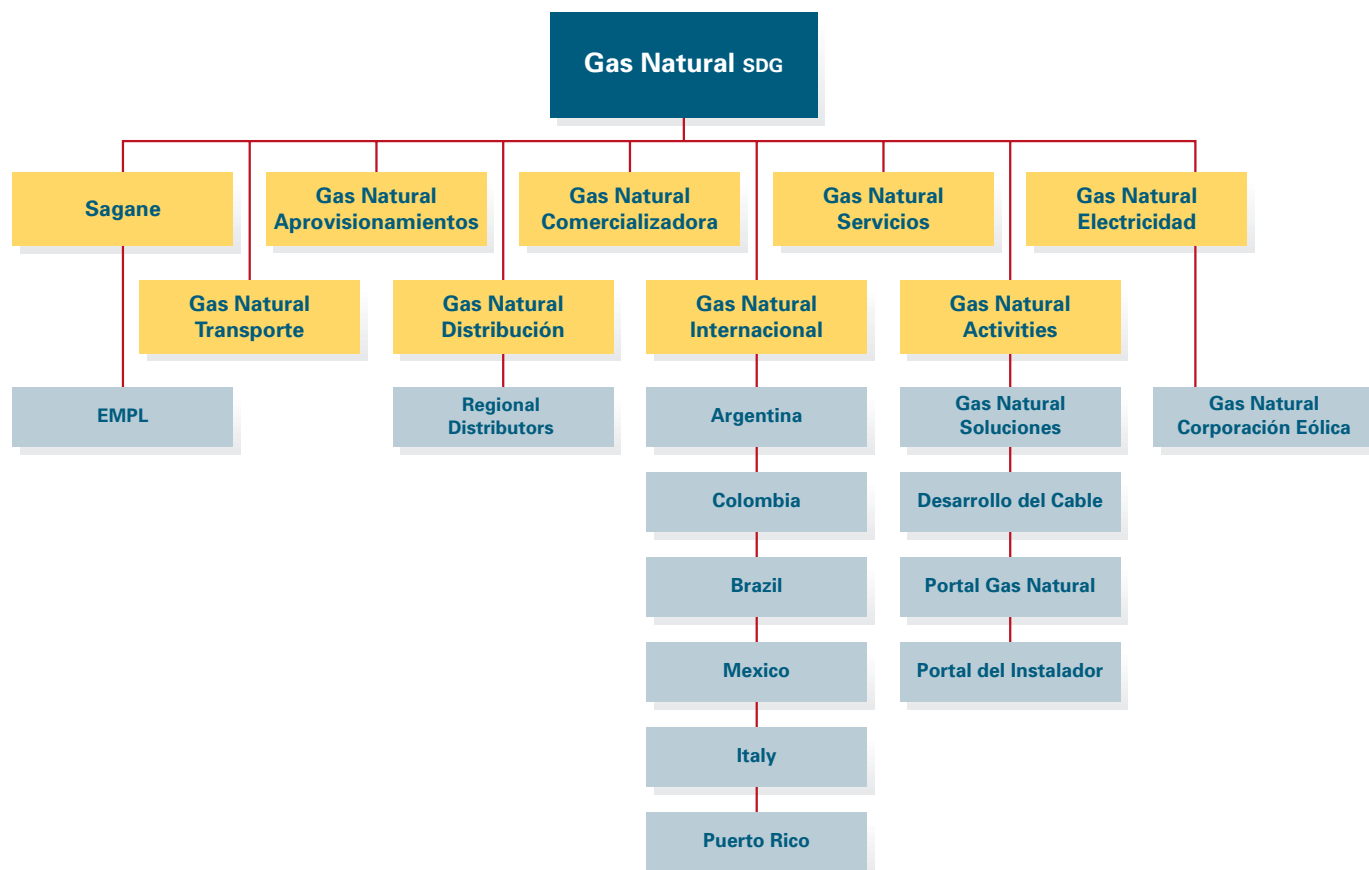 Gas Natural SDG
Sagane
Gas Natural
Aprovisionamientos
Gas Natural
Comercializadora
Gas Natural
Servicios
Gas Natural
Electricidad
Gas Natural
Transporte
Gas Natural
Distribución
Gas Natural
Internacional
Gas Natural
Activities
EMPL
Regional
Distributors
Argentina
Gas Natural
Soluciones
Gas Natural
Corporación Eólica
Colombia
Desarrollo del Cable
Brazil
Portal Gas Natural
Mexico
Portal del Instalador
Italy
Puerto Rico